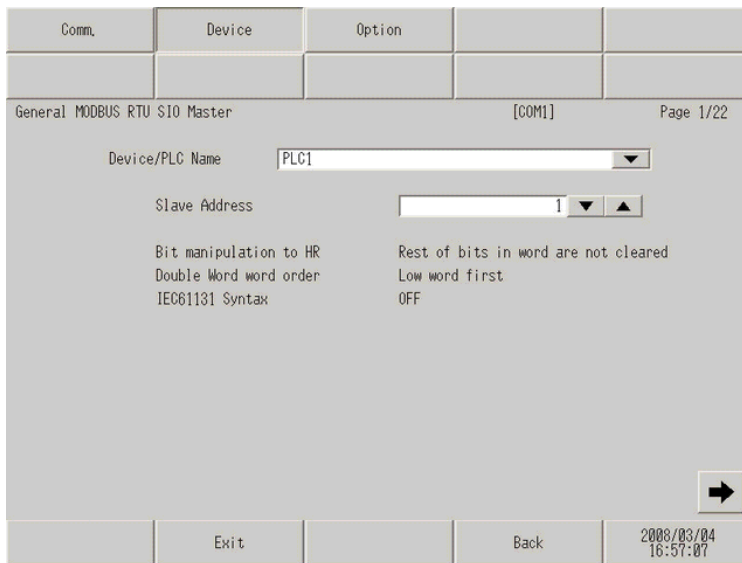 Comm. Device Option
General MODBUS RTU SIO Master [COM1] Page 1/22
Device/PLC Name PLC1
Slave Address 1
Bit manipulation to HR Rest of bits in word are not cleared
Double Word word order Low word first
IEC61131 Syntax OFF
Exit Back 2008/03/04
16:57:07